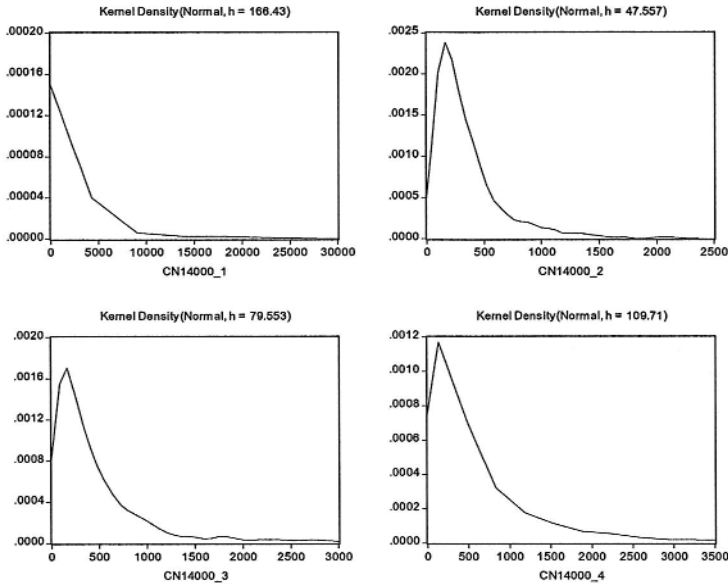 Kernel Density(Normal, h = 166.43)
.00020
.00016
.00012
.00008
.00004
.00000
0 5000 10000 15000 20000 25000 30000
CN14000_1
Kernel Density(Normal, h = 47.557)
.0025
.0020
.0015
.0010
.0005
.0000
0 500 1000 1500 2000 2500
CN14000_2
Kernel Density(Normal, h = 79.553)
.0020
.0016
.0012
.0008
.0004
.0000
0 500 1000 1500 2000 2500 3000
CN14000_3
Kernel Density(Normal, h = 109.71)
.0012
.0010
.0008
.0006
.0004
.0002
.0000
0 500 1000 1500 2000 2500 3000 3500
CN14000_4